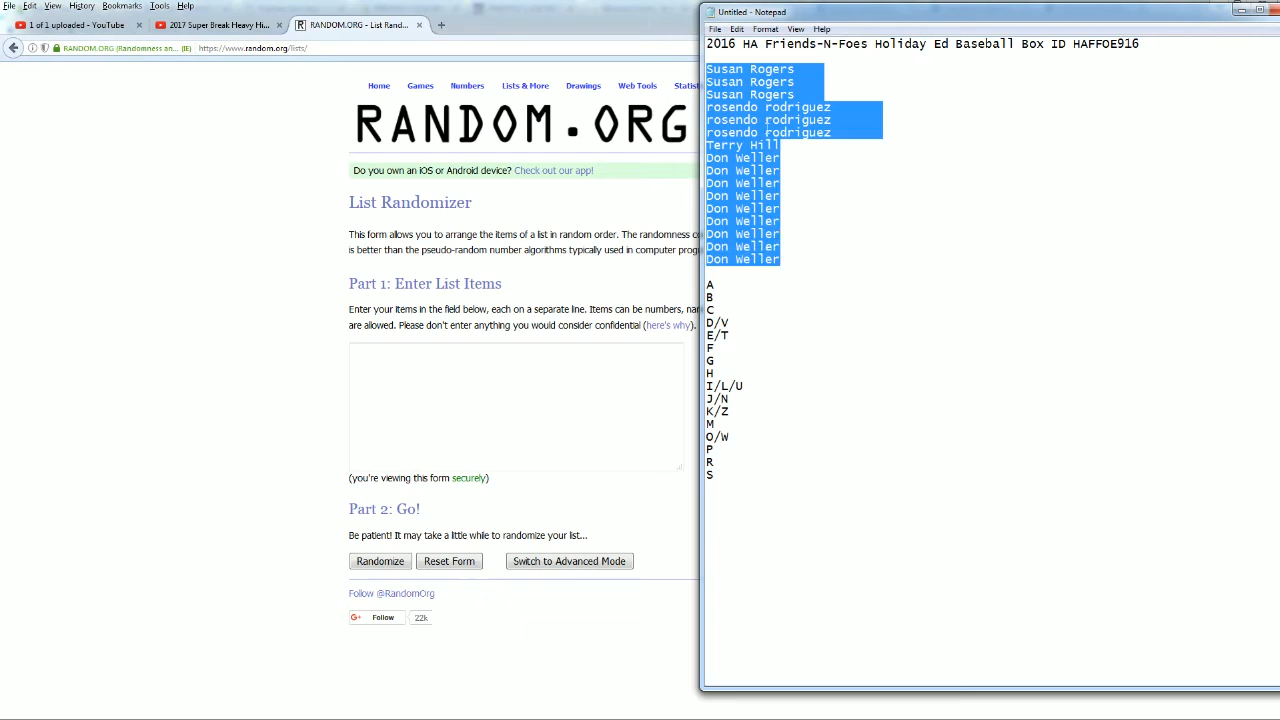 File Edit View History Bookmarks Tools Help
1 of 1 uploaded - YouTube × 2017 Super Break Heavy Hi... × RANDOM.ORG - List Rand... × +
RANDOM.ORG (Randomness an... (IE) https://www.random.org/lists/
Home Games Numbers Lists & More Drawings Web Tools Statist
RANDOM.ORG
Do you own an iOS or Android device? Check out our app!
List Randomizer
This form allows you to arrange the items of a list in random order. The randomness c
is better than the pseudo-random number algorithms typically used in computer prog
Part 1: Enter List Items
Enter your items in the field below, each on a separate line. Items can be numbers, nam
are allowed. Please don't enter anything you would consider confidential (here's why).
(you're viewing this form securely)
Part 2: Go!
Be patient! It may take a little while to randomize your list...
Randomize Reset Form Switch to Advanced Mode
Follow @RandomOrg
G+ Follow 22k
Untitled - Notepad
File Edit Format View Help
2016 HA Friends-N-Foes Holiday Ed Baseball Box ID HAFFOE916
Susan Rogers
Susan Rogers
Susan Rogers
rosendo rodriguez
rosendo rodriguez
rosendo rodriguez
Terry Hill
Don Weller
Don Weller
Don Weller
Don Weller
Don Weller
Don Weller
Don Weller
Don Weller
Don Weller
A
B
C
D/V
E/T
F
G
H
I/L/U
J/N
K/Z
M
O/W
P
R
S